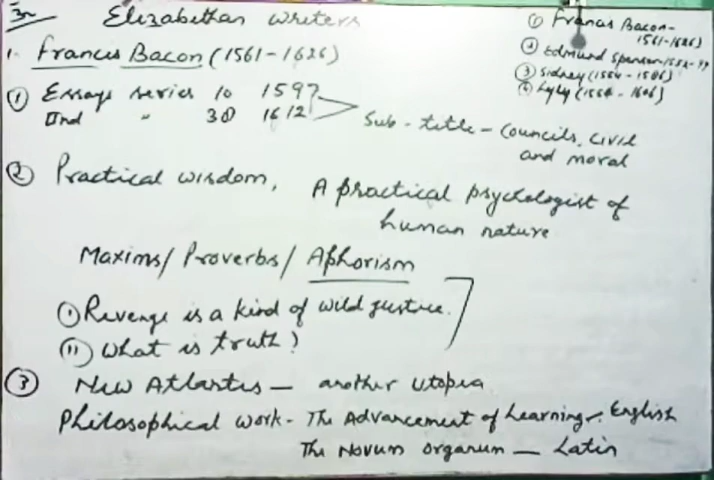 Elizabethan writers
1. Francis Bacon (1561-1626)
① Essays series 10 1597
IInd " 38 1612
Sub-title - Councils, civil
and moral
② Practical wisdom, A practical psychologist of
human nature
Maxims/Proverbs/Aphorism
① Revenge is a kind of wild justice.
(ii) What is truth?
③ New Atlantis - another Utopia
Philosophical work - The Advancement of Learning - English
The Novum organum - Latin
① Francis Bacon-
1561-1626)
② Edmund Spenser
③ Sidney (1554-1586)
④ Lyly (1554-1606)